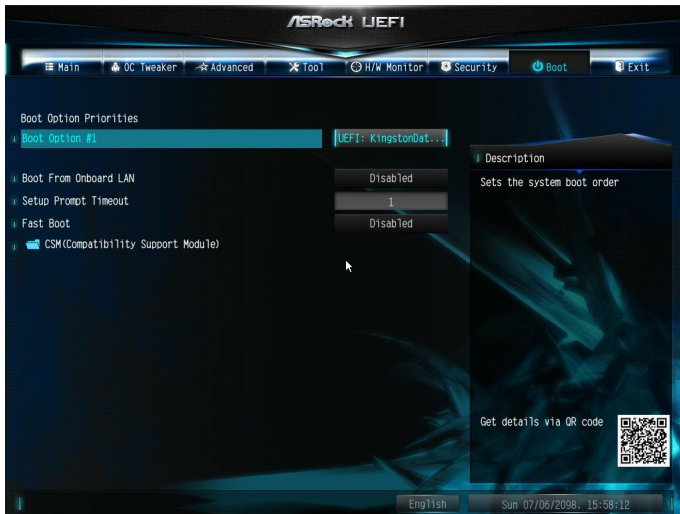 ASRock UEFI
Main OC Tweaker Advanced Tool H/W Monitor Security Boot Exit
Boot Option Priorities
Boot Option #1 UEFI: KingstonDat...
Description
Boot From Onboard LAN Disabled
Sets the system boot order
Setup Prompt Timeout 1
Fast Boot Disabled
CSM(Compatibility Support Module)
Get details via QR code
English Sun 07/06/2098. 15:58:12